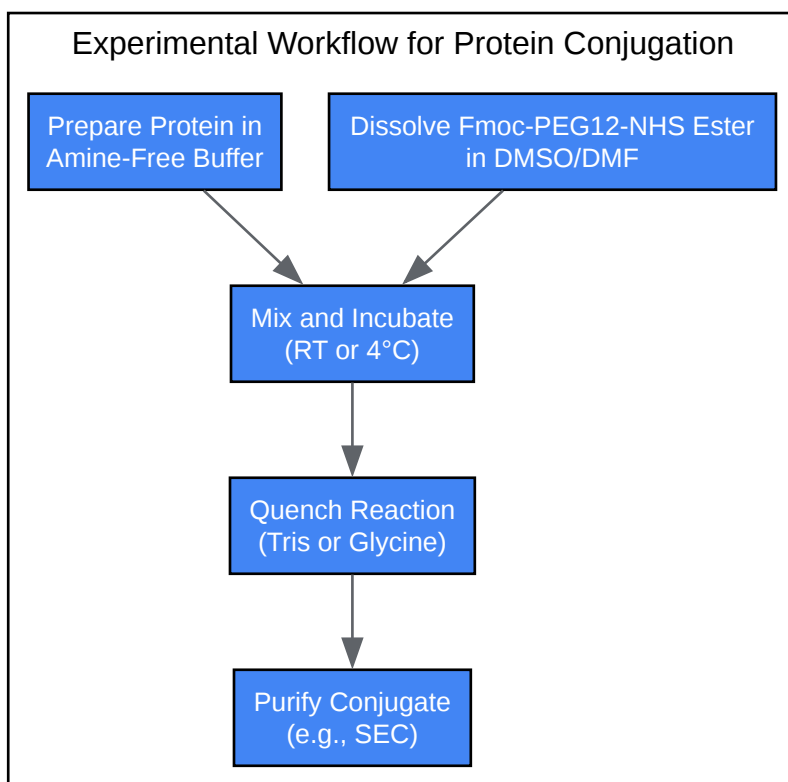 Experimental Workflow for Protein Conjugation
Prepare Protein in
Amine-Free Buffer
Dissolve Fmoc-PEG12-NHS Ester
in DMSO/DMF
Mix and Incubate
(RT or 4°C)
Quench Reaction
(Tris or Glycine)
Purify Conjugate
(e.g., SEC)